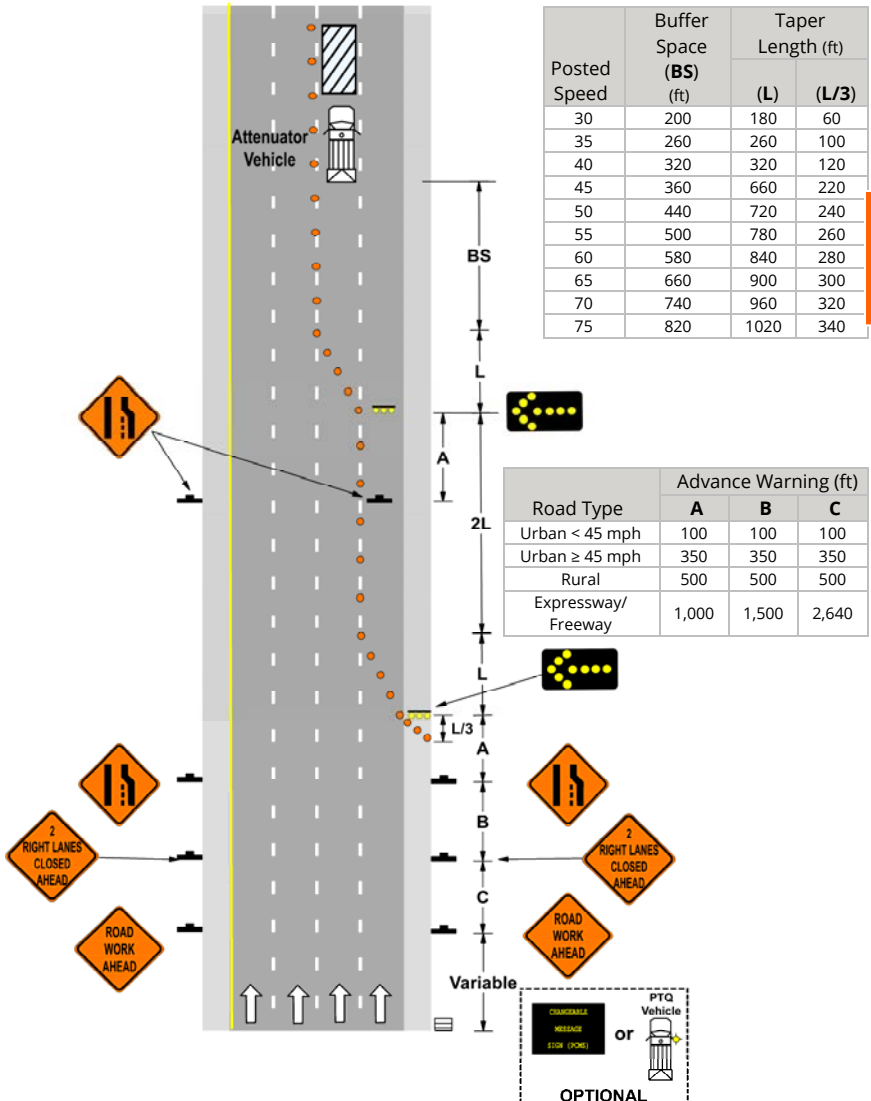 Attenuator
Vehicle
BS
L
A
2L
L
L/3
A
B
C
Variable
Posted
Speed
Buffer
Space
(BS)
(ft)
Taper
Length (ft)
(L) (L/3)
30 200 180 60
35 260 260 100
40 320 320 120
45 360 660 220
50 440 720 240
55 500 780 260
60 580 840 280
65 660 900 300
70 740 960 320
75 820 1020 340
Road Type
Advance Warning (ft)
A B C
Urban < 45 mph 100 100 100
Urban ≥ 45 mph 350 350 350
Rural 500 500 500
Expressway/
Freeway
1,000 1,500 2,640
2
RIGHT LANES
CLOSED
AHEAD
2
RIGHT LANES
CLOSED
AHEAD
ROAD
WORK
AHEAD
ROAD
WORK
AHEAD
CHANGEABLE
MESSAGE
SIGN (PCMS)
or
PTQ
Vehicle
OPTIONAL